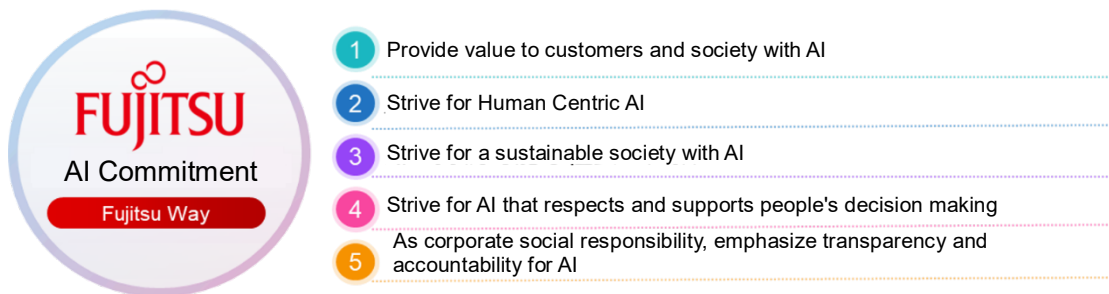 FUJITSU
AI Commitment
Fujitsu Way
1 Provide value to customers and society with AI
2 Strive for Human Centric AI
3 Strive for a sustainable society with AI
4 Strive for AI that respects and supports people's decision making
5 As corporate social responsibility, emphasize transparency and
accountability for AI